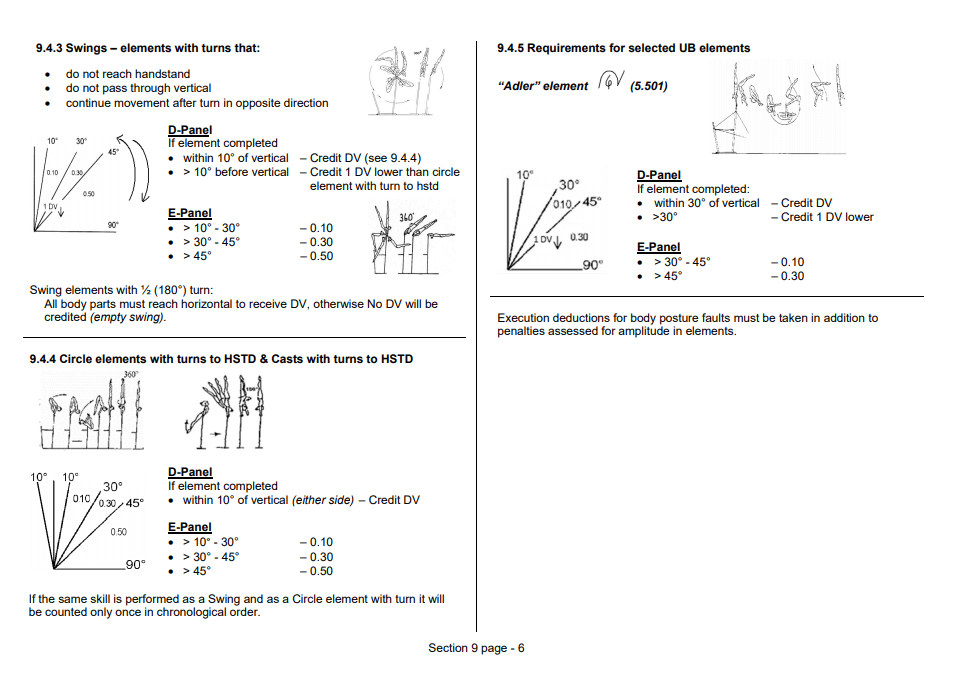 9.4.3 Swings – elements with turns that:
• do not reach handstand
• do not pass through vertical
• continue movement after turn in opposite direction
10° 30° 45°
0.10 0.30
0.50
1 DV
90°
D-Panel
If element completed
• within 10° of vertical – Credit DV (see 9.4.4)
• > 10° before vertical – Credit 1 DV lower than circle
element with turn to hstd
E-Panel
• > 10° - 30° – 0.10
• > 30° - 45° – 0.30
• > 45° – 0.50
360°
Swing elements with ½ (180°) turn:
All body parts must reach horizontal to receive DV, otherwise No DV will be
credited (empty swing).
9.4.4 Circle elements with turns to HSTD & Casts with turns to HSTD
360°
180°
10° 10° 30°
010 0.30 45°
0.50
90°
D-Panel
If element completed
• within 10° of vertical (either side) – Credit DV
E-Panel
• > 10° - 30° – 0.10
• > 30° - 45° – 0.30
• > 45° – 0.50
If the same skill is performed as a Swing and as a Circle element with turn it will
be counted only once in chronological order.
9.4.5 Requirements for selected UB elements
“Adler” element (5.501)
10° 30°
0.10 45°
1 DV 0.30
90°
D-Panel
If element completed:
• within 30° of vertical – Credit DV
• >30° – Credit 1 DV lower
E-Panel
• > 30° - 45° – 0.10
• > 45° – 0.30
Execution deductions for body posture faults must be taken in addition to
penalties assessed for amplitude in elements.
Section 9 page - 6